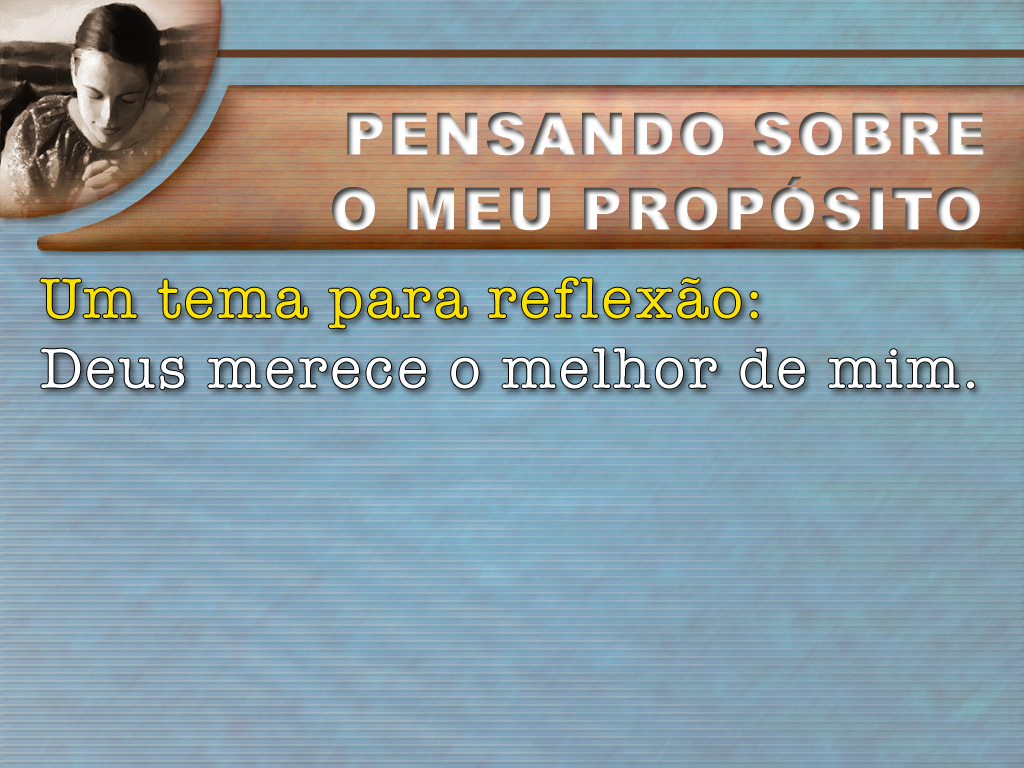 PENSANDO SOBRE
O MEU PROPÓSITO
Um tema para reflexão:
Deus merece o melhor de mim.